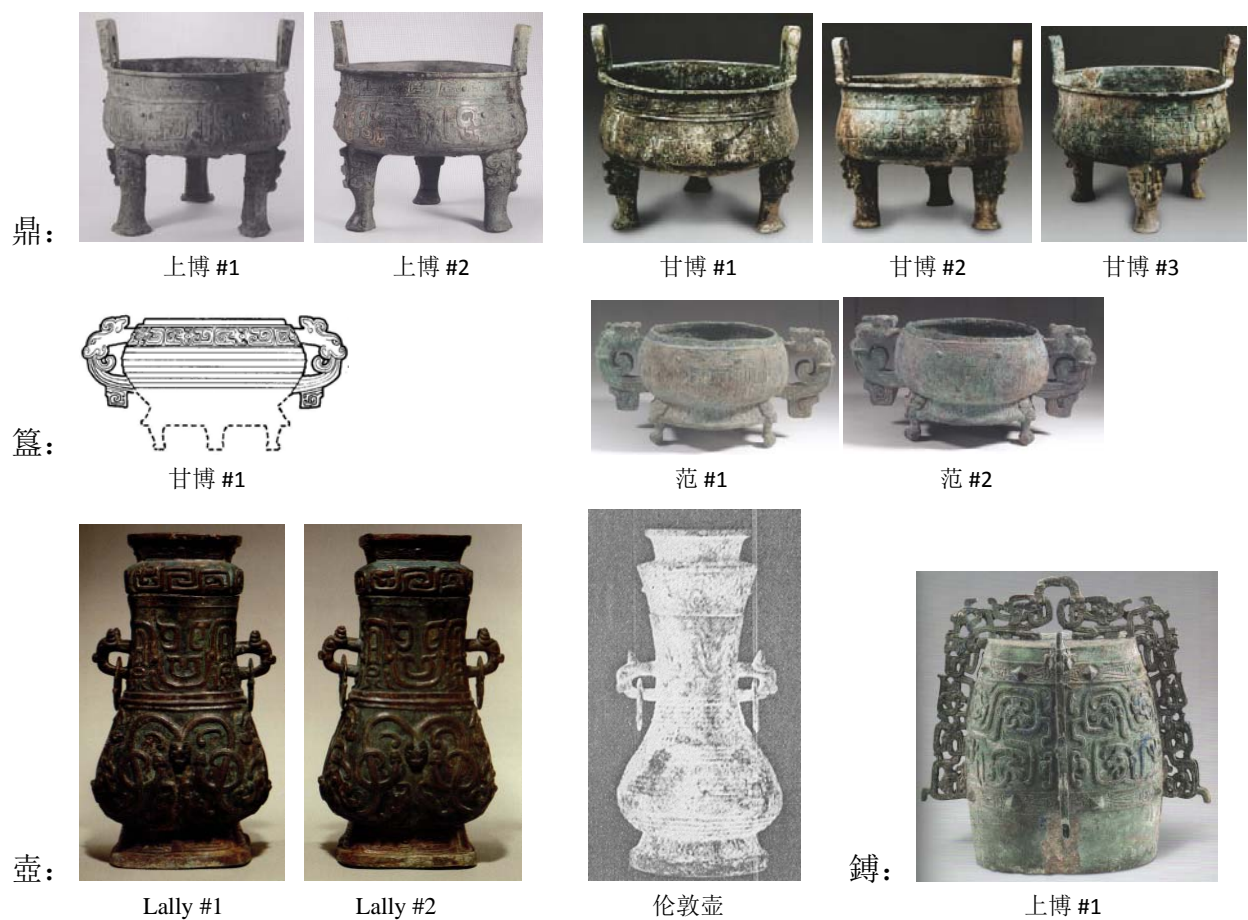 鼎：
上博 #1
上博 #2
甘博 #1
甘博 #2
甘博 #3
簋：
甘博 #1
范 #1
范 #2
壺：
Lally #1
Lally #2
伦敦壶
鎛：
上博 #1